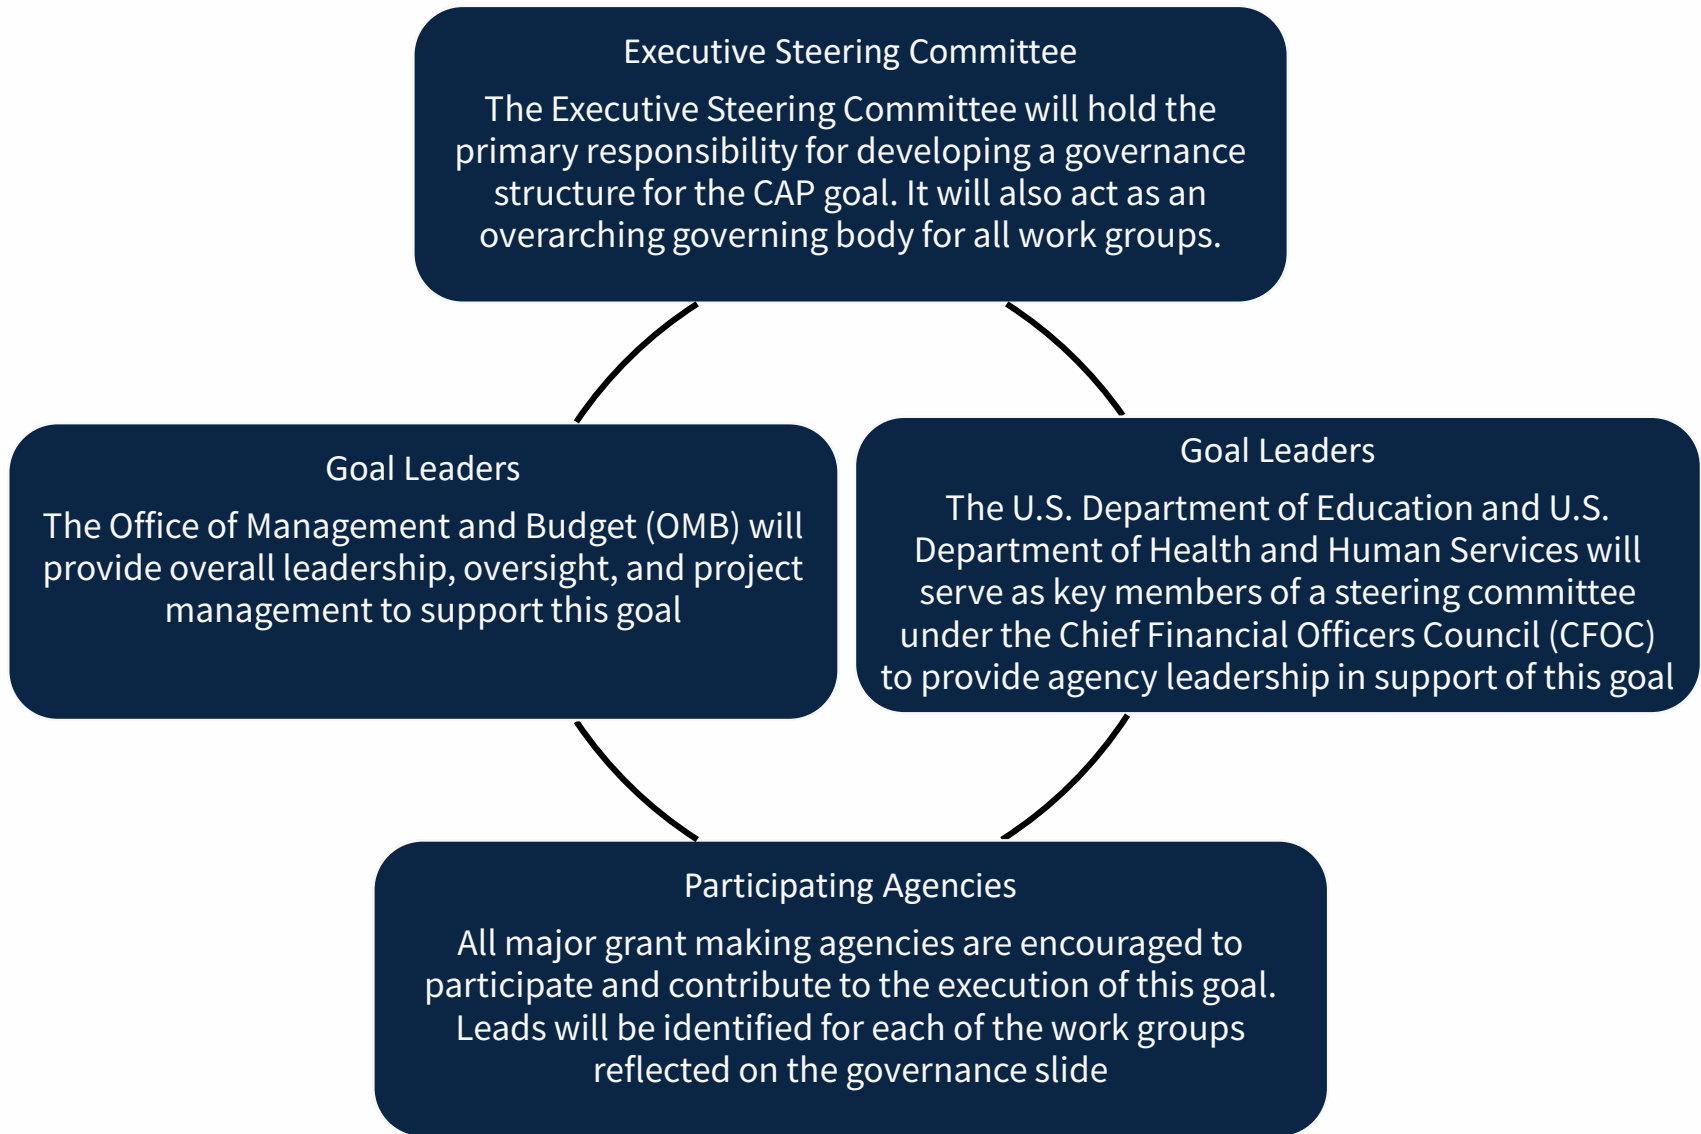 Executive Steering Committee
The Executive Steering Committee will hold the
primary responsibility for developing a governance
structure for the CAP goal. It will also act as an
overarching governing body for all work groups.
Goal Leaders
The Office of Management and Budget (OMB) will
provide overall leadership, oversight, and project
management to support this goal
Goal Leaders
The U.S. Department of Education and U.S.
Department of Health and Human Services will
serve as key members of a steering committee
under the Chief Financial Officers Council (CFOC)
to provide agency leadership in support of this goal
Participating Agencies
All major grant making agencies are encouraged to
participate and contribute to the execution of this goal.
Leads will be identified for each of the work groups
reflected on the governance slide